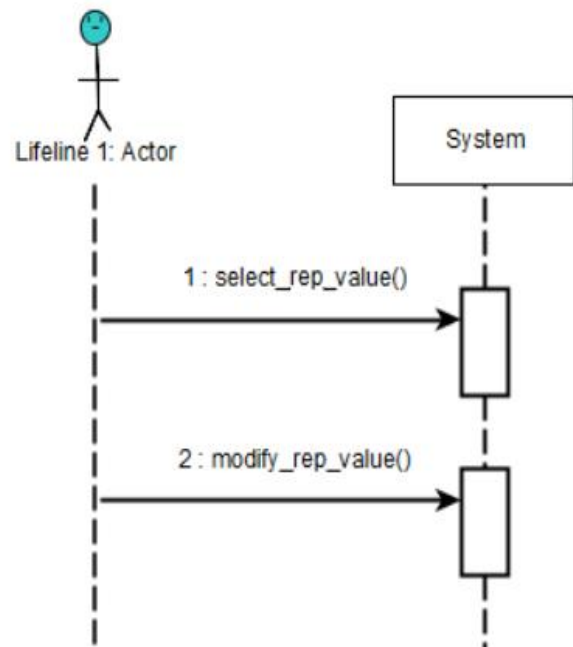 System
Lifeline 1: Actor
1 : select_rep_value()
2 : modify_rep_value()